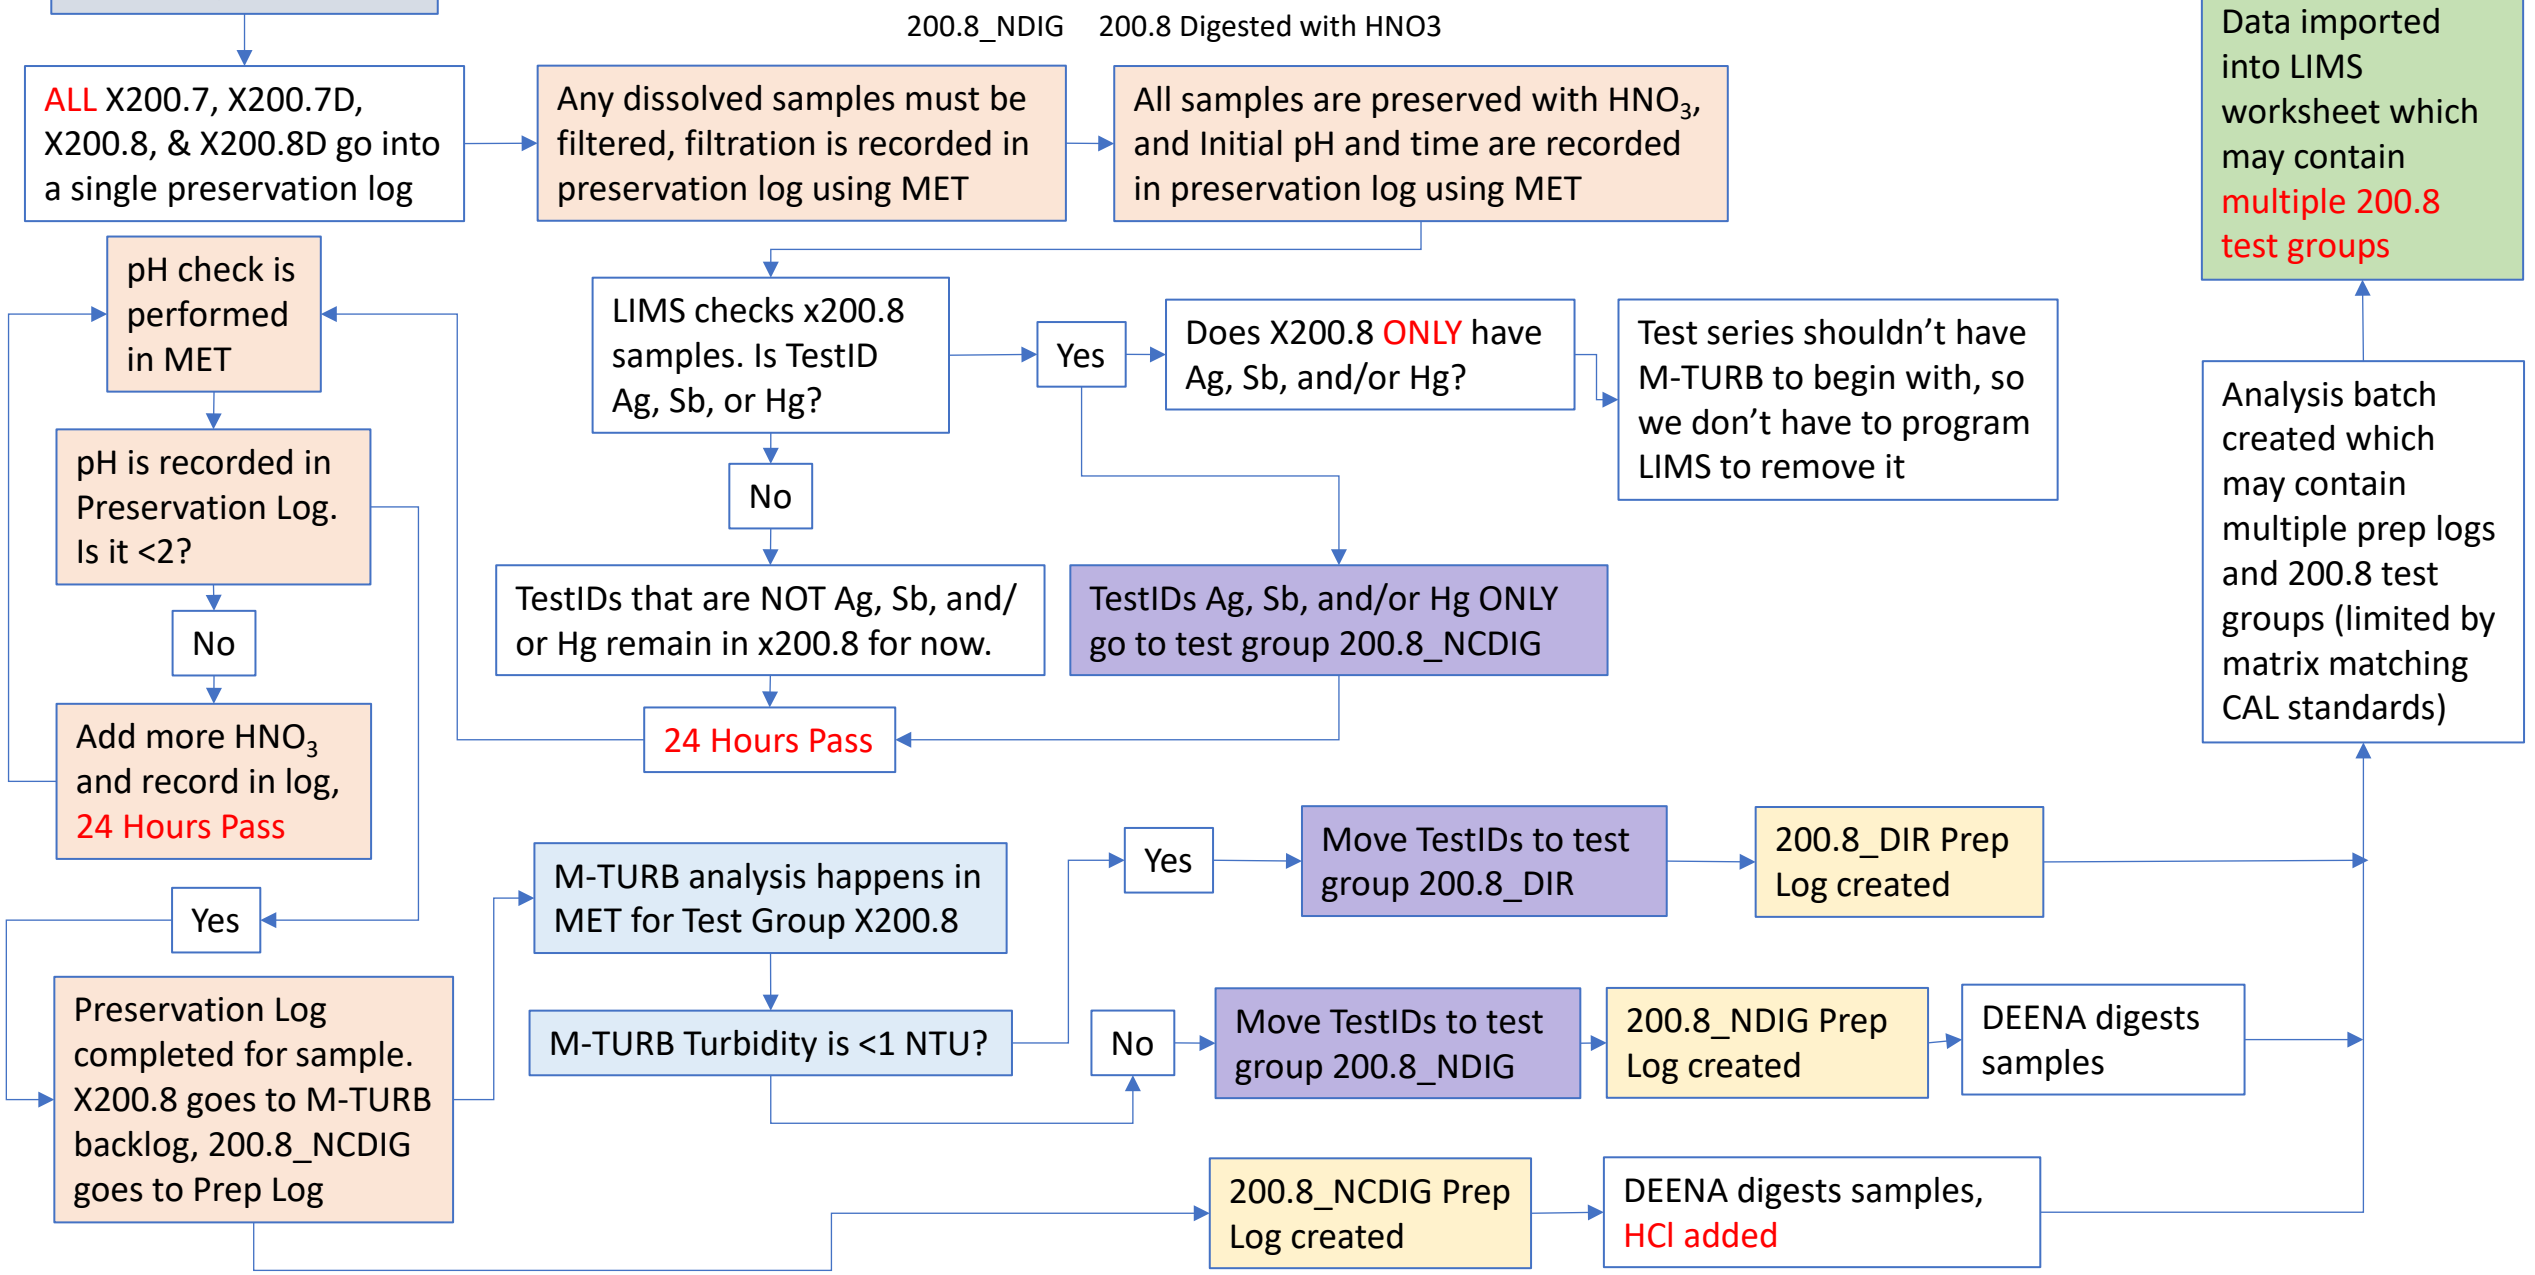 200.8_NDIG 200.8 Digested with HNO3
ALL X200.7, X200.7D,
X200.8, & X200.8D go into
a single preservation log
Any dissolved samples must be
filtered, filtration is recorded in
preservation log using MET
All samples are preserved with HNO₃,
and Initial pH and time are recorded
in preservation log using MET
Data imported
into LIMS
worksheet which
may contain
multiple 200.8
test groups
pH check is
performed
in MET
LIMS checks x200.8
samples. Is TestID
Ag, Sb, or Hg?
Yes
Does X200.8 ONLY have
Ag, Sb, and/or Hg?
Test series shouldn’t have
M-TURB to begin with, so
we don’t have to program
LIMS to remove it
Analysis batch
created which
may contain
multiple prep logs
and 200.8 test
groups (limited by
matrix matching
CAL standards)
pH is recorded in
Preservation Log.
Is it <2?
No
No
TestIDs that are NOT Ag, Sb, and/
or Hg remain in x200.8 for now.
TestIDs Ag, Sb, and/or Hg ONLY
go to test group 200.8_NCDIG
Add more HNO₃
and record in log,
24 Hours Pass
24 Hours Pass
Yes
Preservation Log
completed for sample.
X200.8 goes to M-TURB
backlog, 200.8_NCDIG
goes to Prep Log
M-TURB analysis happens in
MET for Test Group X200.8
M-TURB Turbidity is <1 NTU?
Yes
Move TestIDs to test
group 200.8_DIR
200.8_DIR Prep
Log created
No
Move TestIDs to test
group 200.8_NDIG
200.8_NDIG Prep
Log created
DEENA digests
samples
200.8_NCDIG Prep
Log created
DEENA digests samples,
HCl added